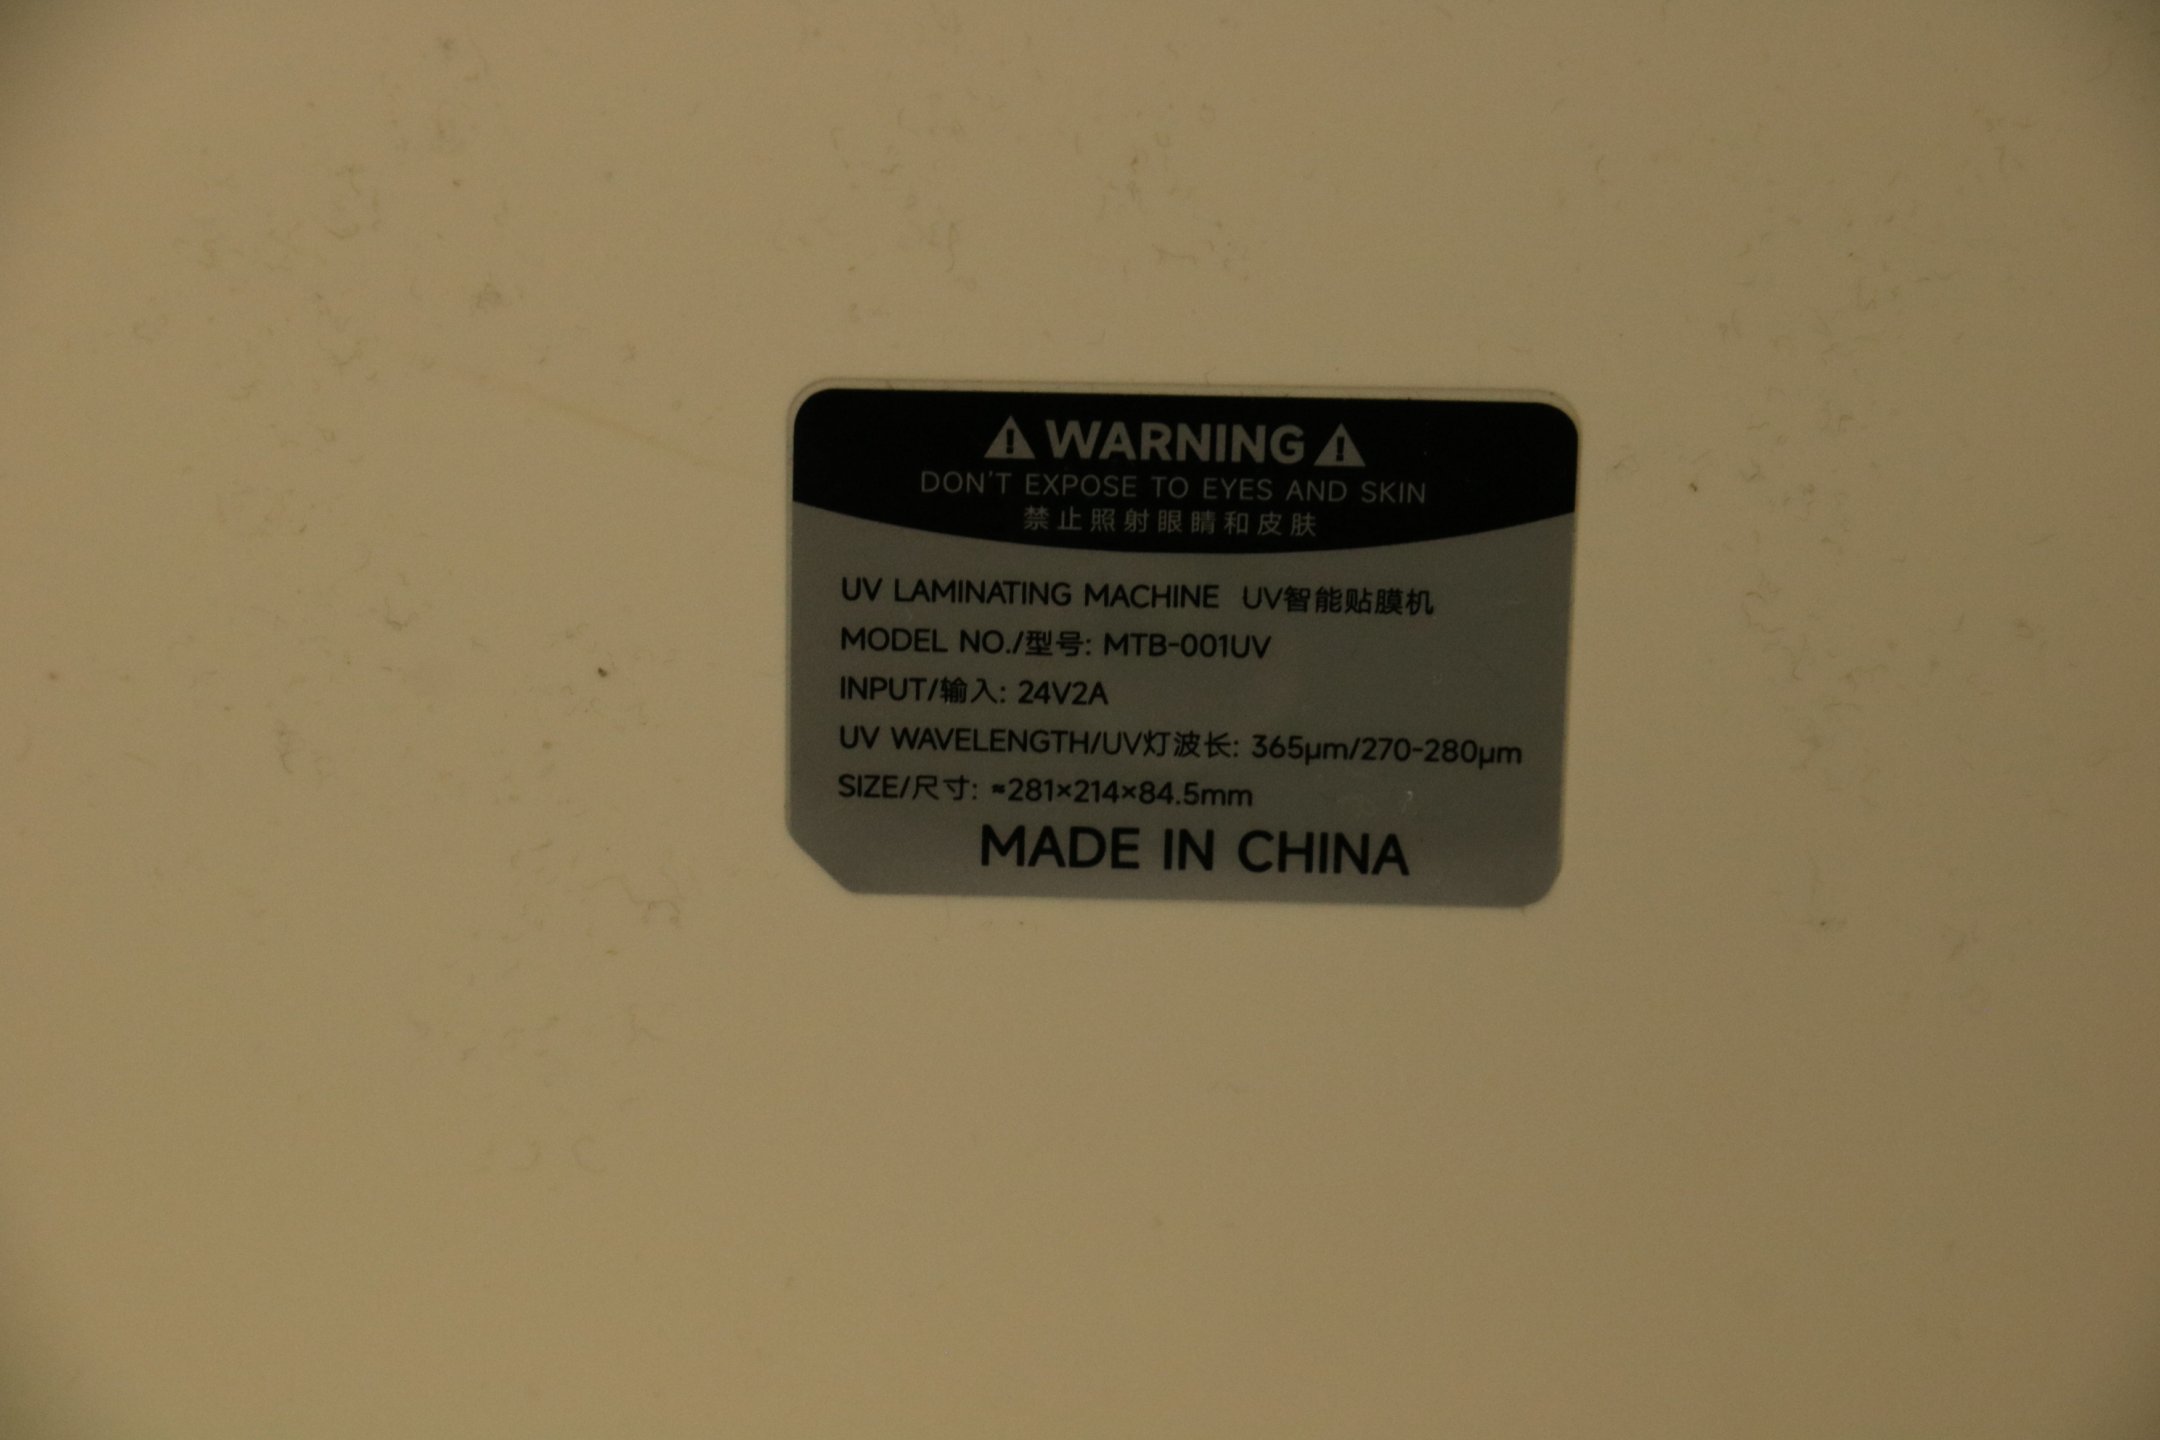 WARNING
DON'T EXPOSE TO EYES AND SKIN
禁止照射眼睛和皮肤
UV LAMINATING MACHINE UV智能贴膜机
MODEL NO./型号: MTB-001UV
INPUT/输入: 24V2A
UV WAVELENGTH/UV灯波长: 365μm/270-280μm
SIZE/尺寸: ≈281×214×84.5mm
MADE IN CHINA